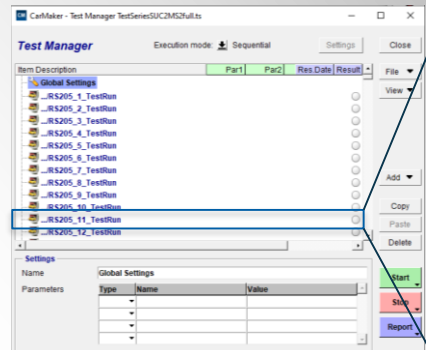 CarMaker - Test Manager TestSeriesSUC2MS2full.ts
Test Manager Execution mode: Sequential Settings Close
Item Description Par1 Par2 Res.Date Result File
Global Settings
View
.../RS205_1_TestRun
.../RS205_2_TestRun
.../RS205_3_TestRun
.../RS205_4_TestRun
.../RS205_5_TestRun
.../RS205_6_TestRun
.../RS205_7_TestRun
.../RS205_8_TestRun
Add
.../RS205_9_TestRun
.../RS205_10_TestRun
Copy
.../RS205_11_TestRun
Paste
.../RS205_12_TestRun
Delete
Settings
Name Global Settings
Start
Parameters Type Name Value
Stop
Report